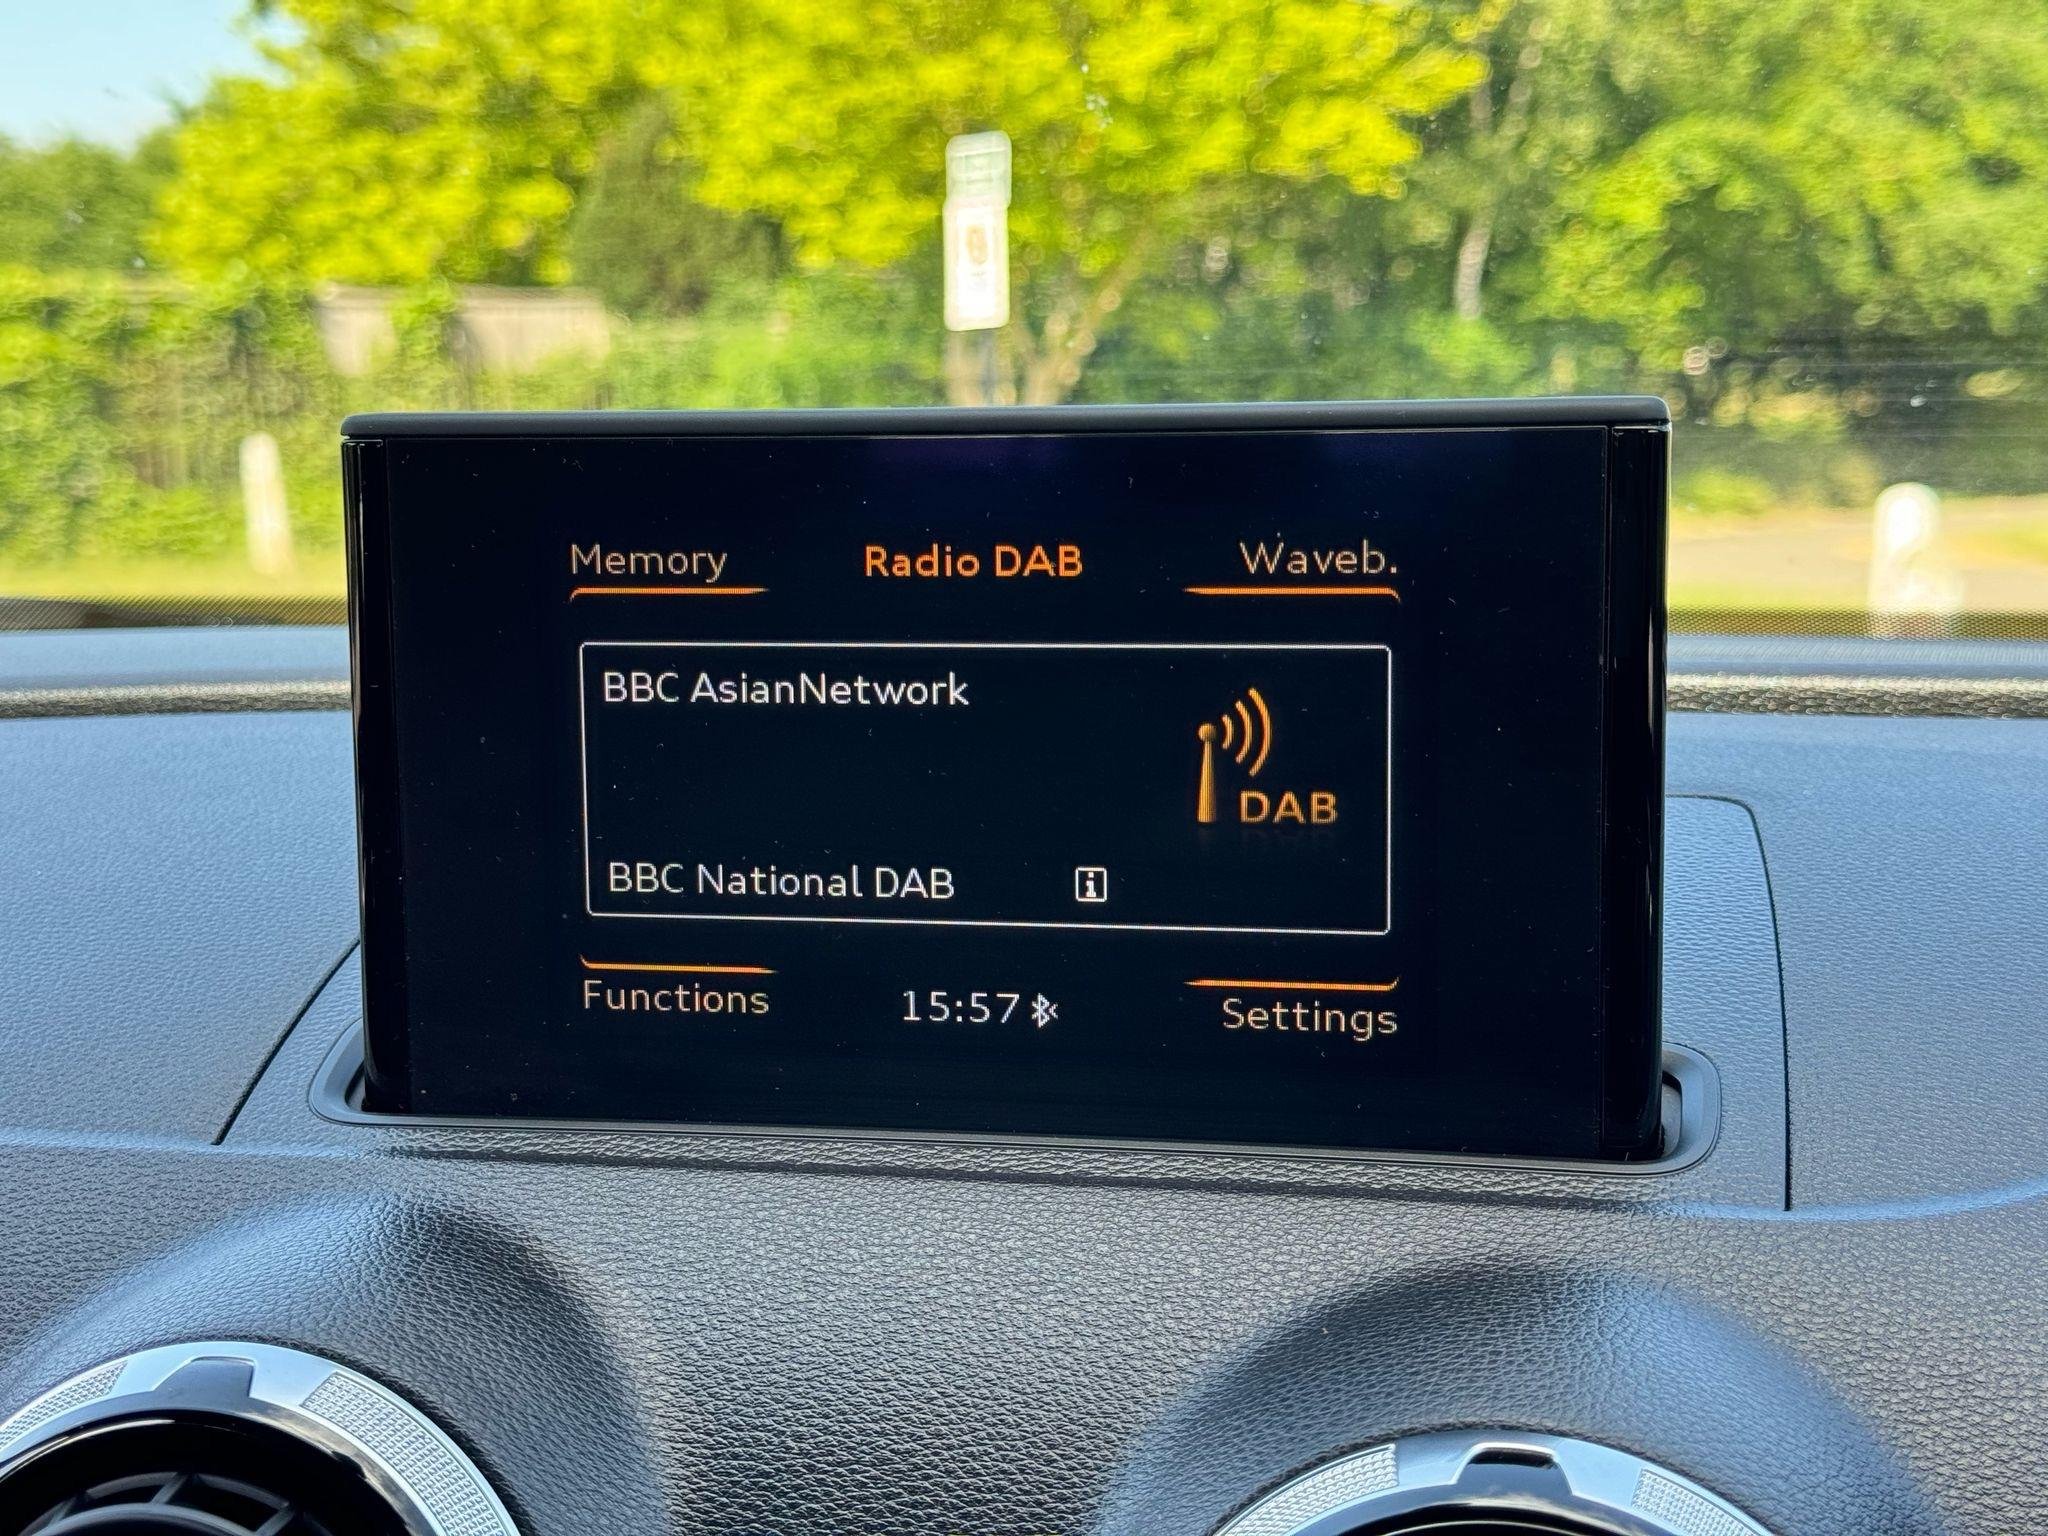 Memory
Radio DAB
Waveb.
BBC AsianNetwork
DAB
BBC National DAB
Functions
15:57
Settings